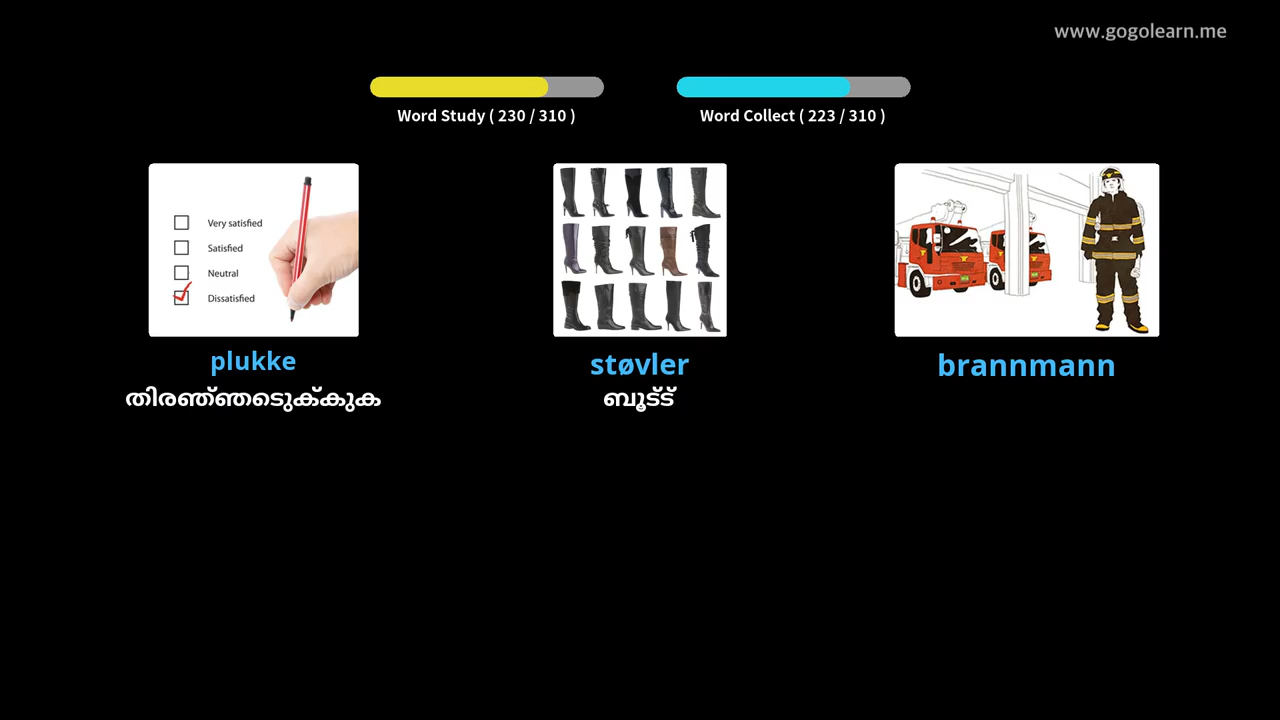 www.gogolearn.me
Word Study ( 230 / 310 )
Word Collect ( 223 / 310 )
Very satisfied
Satisfied
Neutral
Dissatisfied
plukke
തിരഞ്ഞെടുക്കുക
støvler
ബൂട്ട്
brannmann